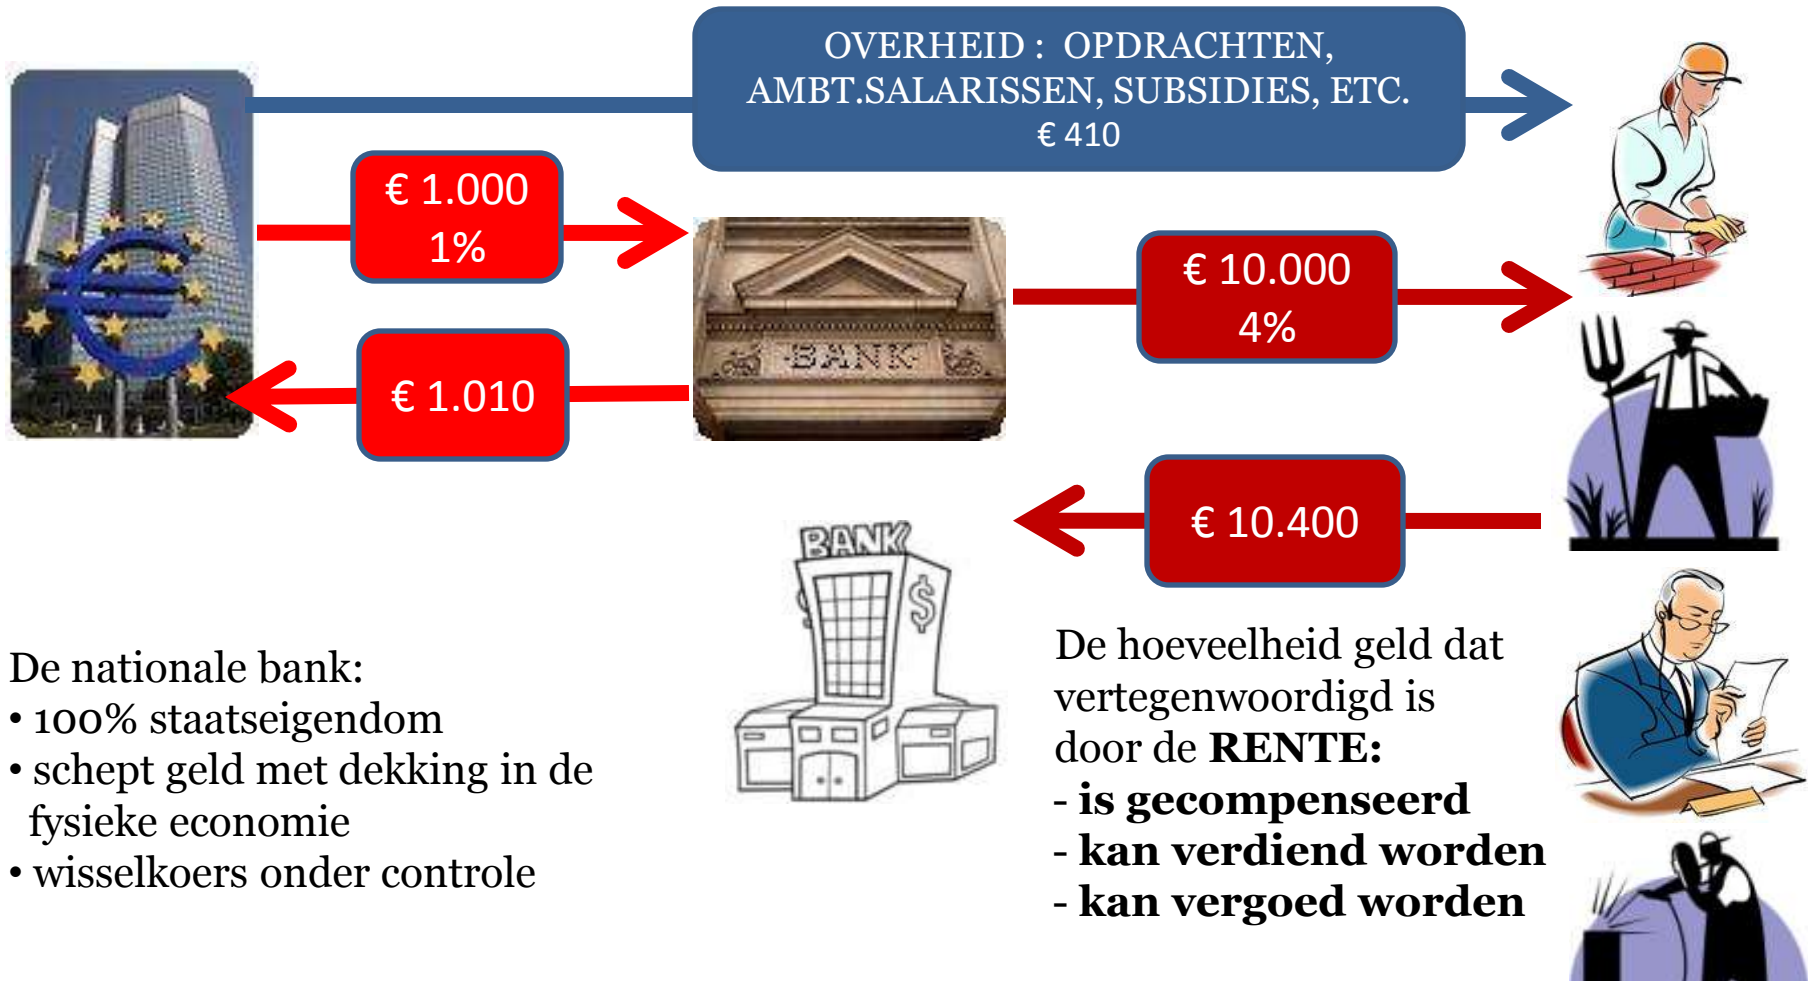 OVERHEID : OPDRACHTEN,
AMBT.SALARISSEN, SUBSIDIES, ETC.
€ 410
€ 1.000
1%
€ 10.000
4%
BANK
€ 1.010
€ 10.400
BANK
$
De nationale bank:
• 100% staatseigendom
• schept geld met dekking in de
fysieke economie
• wisselkoers onder controle
De hoeveelheid geld dat
vertegenwoordigd is
door de RENTE:
- is gecompenseerd
- kan verdiend worden
- kan vergoed worden